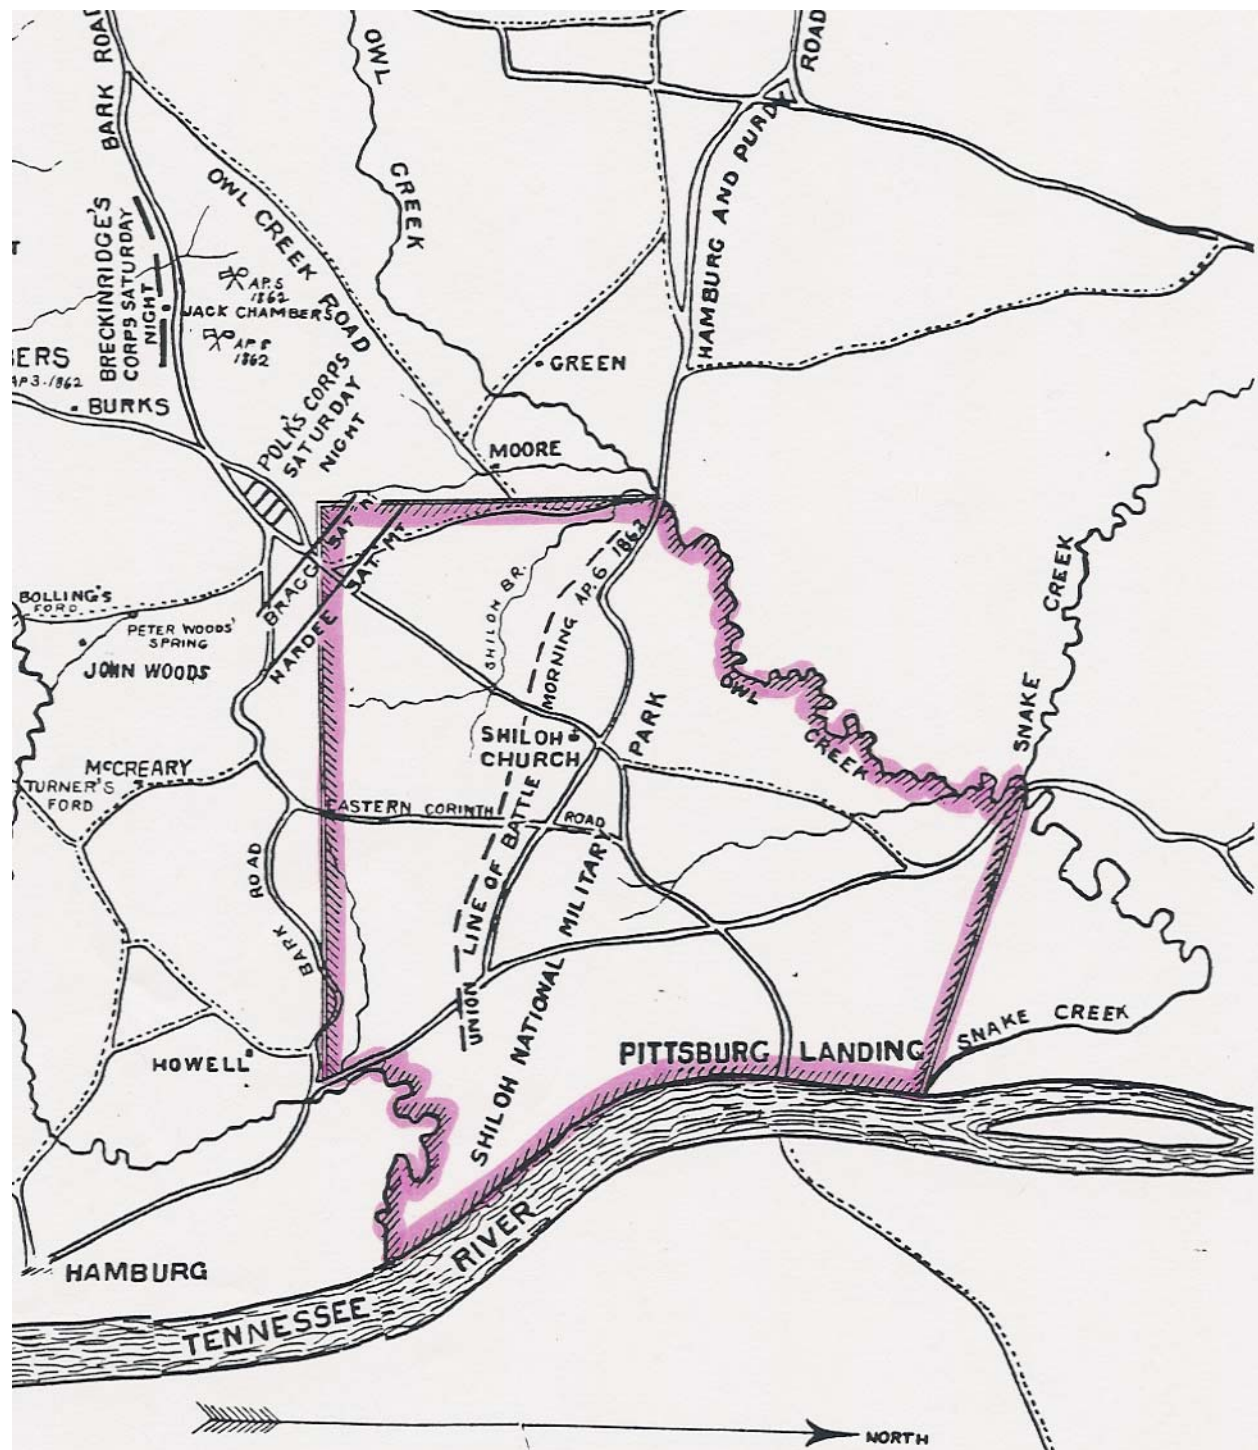 BARK ROAD
OWL
CREEK
ROAD
HAMBURG AND PURDY
OWL CREEK ROAD
BRECKINRIDGE'S
CORPS SATURDAY
NIGHT
AP. 5
1862
JACK CHAMBERS
1862
BERS
AP 3-1862
BURKS
GREEN
POLK'S CORPS
SATURDAY
NIGHT
MOORE
BRAGG SAT N
HARDEE SAT. NT
BOLLING'S
FORD
PETER WOODS'
SPRING
JOHN WOODS
SHILOH BR.
UNION LINE OF BATTLE MORNING AP. 6 1862
SNAKE CREEK
OWL
CREEK
SHILOH
CHURCH
McCREARY
TURNER'S
FORD
EASTERN CORINTH ROAD
BARK ROAD
SHILOH NATIONAL MILITARY PARK
HOWELL
PITTSBURG LANDING
SNAKE CREEK
HAMBURG
TENNESSEE RIVER
NORTH